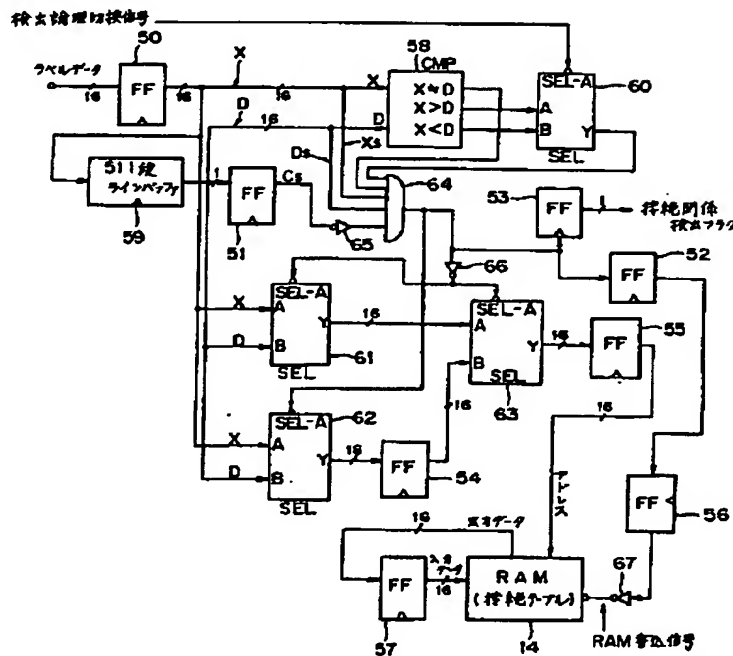 検出論理切換信号
50
58
CMP
X
ラベルデータ
16
FF
16
16
X
X≈D
X>D
X<D
SEL-A
60
A
B
Y
SEL
D
16
D
Ds
Xs
511段
ラインバッファ
59
1
FF
51
Cs
65
64
53
FF
1
接続関係
検出フラグ
66
52
FF
SEL-A
X
A
D
B
Y
16
61
SEL
SEL-A
A
B
Y
16
63
SEL
55
FF
16
SEL-A
62
X
A
D
B
Y
16
SEL
FF
54
16
アドレス
FF
56
16
出力データ
FF
57
入力
データ
16
RAM
(接続テーブル)
14
67
RAM書込信号